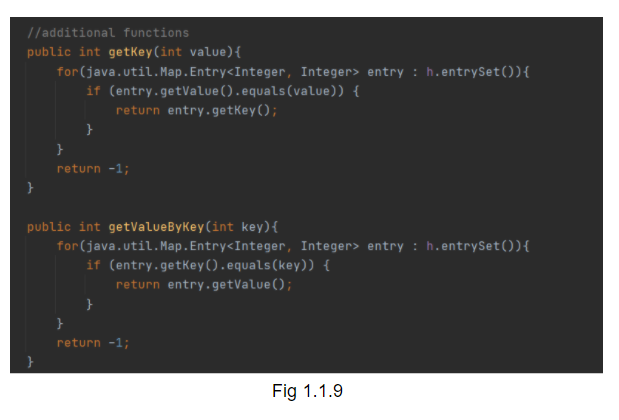 //additional functions
public int getKey(int value){
    for(java.util.Map.Entry<Integer, Integer> entry : h.entrySet()){
        if (entry.getValue().equals(value)) {
            return entry.getKey();
        }
    }
    return -1;
}

public int getValueByKey(int key){
    for(java.util.Map.Entry<Integer, Integer> entry : h.entrySet()){
        if (entry.getKey().equals(key)) {
            return entry.getValue();
        }
    }
    return -1;
}
Fig 1.1.9